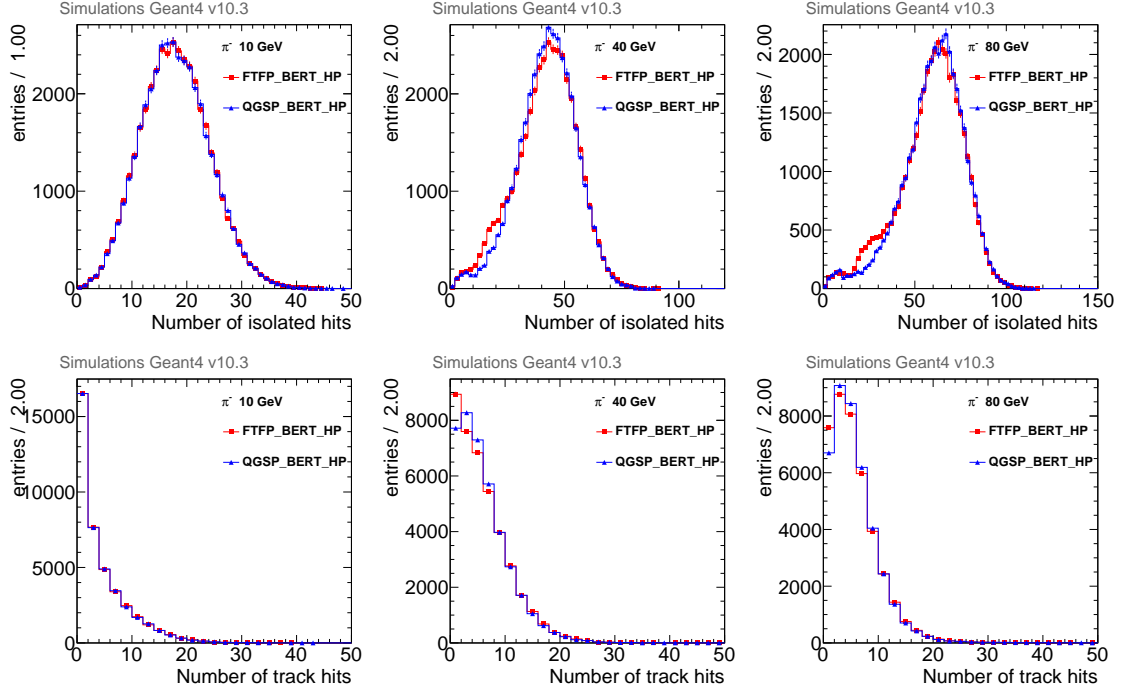 Simulations Geant4 v10.3
entries / 1.00
π⁻ 10 GeV
FTFP_BERT_HP
QGSP_BERT_HP
2000
1000
0
0 10 20 30 40 50
Number of isolated hits
Simulations Geant4 v10.3
entries / 2.00
π⁻ 40 GeV
FTFP_BERT_HP
QGSP_BERT_HP
2000
1000
0
0 50 100
Number of isolated hits
Simulations Geant4 v10.3
entries / 2.00
π⁻ 80 GeV
FTFP_BERT_HP
QGSP_BERT_HP
2000
1500
1000
500
0
0 50 100 150
Number of isolated hits
Simulations Geant4 v10.3
entries / 2.00
π⁻ 10 GeV
FTFP_BERT_HP
QGSP_BERT_HP
15000
10000
5000
0
0 10 20 30 40 50
Number of track hits
Simulations Geant4 v10.3
entries / 2.00
π⁻ 40 GeV
FTFP_BERT_HP
QGSP_BERT_HP
8000
6000
4000
2000
0
0 10 20 30 40 50
Number of track hits
Simulations Geant4 v10.3
entries / 2.00
π⁻ 80 GeV
FTFP_BERT_HP
QGSP_BERT_HP
8000
6000
4000
2000
0
0 10 20 30 40 50
Number of track hits